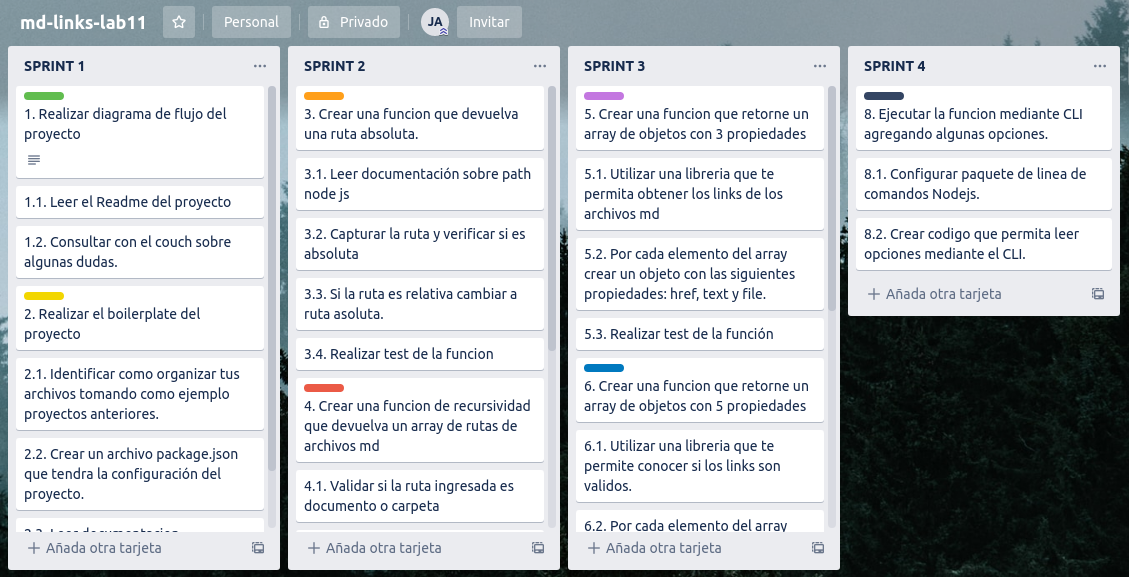 md-links-lab11
Personal
Privado
JA
Invitar
SPRINT 1
1. Realizar diagrama de flujo del
proyecto
1.1. Leer el Readme del proyecto
1.2. Consultar con el couch sobre
algunas dudas.
2. Realizar el boilerplate del
proyecto
2.1. Identificar como organizar tus
archivos tomando como ejemplo
proyectos anteriores.
2.2. Crear un archivo package.json
que tendra la configuración del
proyecto.
2.3. Leer documentacion
Añada otra tarjeta
SPRINT 2
3. Crear una funcion que devuelva
una ruta absoluta.
3.1. Leer documentación sobre path
node js
3.2. Capturar la ruta y verificar si es
absoluta
3.3. Si la ruta es relativa cambiar a
ruta asoluta.
3.4. Realizar test de la funcion
4. Crear una funcion de recursividad
que devuelva un array de rutas de
archivos md
4.1. Validar si la ruta ingresada es
documento o carpeta
Añada otra tarjeta
SPRINT 3
5. Crear una funcion que retorne un
array de objetos con 3 propiedades
5.1. Utilizar una libreria que te
permita obtener los links de los
archivos md
5.2. Por cada elemento del array
crear un objeto con las siguientes
propiedades: href, text y file.
5.3. Realizar test de la función
6. Crear una funcion que retorne un
array de objetos con 5 propiedades
6.1. Utilizar una libreria que te
permite conocer si los links son
validos.
6.2. Por cada elemento del array
Añada otra tarjeta
SPRINT 4
8. Ejecutar la funcion mediante CLI
agregando algunas opciones.
8.1. Configurar paquete de linea de
comandos Nodejs.
8.2. Crear codigo que permita leer
opciones mediante el CLI.
Añada otra tarjeta